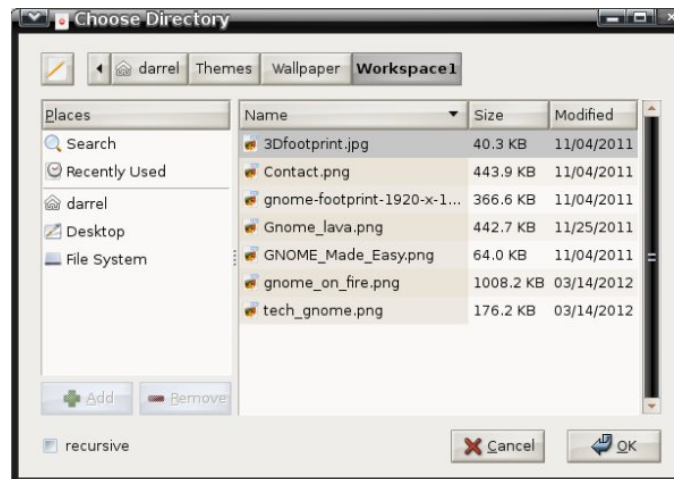 Choose Directory
darrel Themes Wallpaper Workspace1
Places
Search
Recently Used
darrel
Desktop
File System
Add Remove
Name Size Modified
3Dfootprint.jpg 40.3 KB 11/04/2011
Contact.png 443.9 KB 11/04/2011
gnome-footprint-1920-x-1... 366.6 KB 11/04/2011
Gnome_lava.png 442.7 KB 11/25/2011
GNOME_Made_Easy.png 64.0 KB 11/04/2011
gnome_on_fire.png 1008.2 KB 03/14/2012
tech_gnome.png 176.2 KB 03/14/2012
recursive
Cancel OK